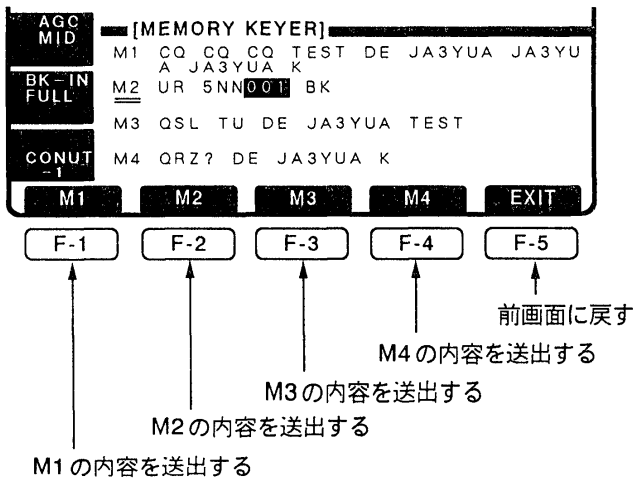 AGC
MID
[MEMORY KEYER]
M1 CQ CQ CQ TEST DE JA3YUA JA3YU
A JA3YUA K
BK-IN
FULL
M2 UR 5NN001 BK
M3 QSL TU DE JA3YUA TEST
CONUT
-1
M4 QRZ? DE JA3YUA K
M1 M2 M3 M4 EXIT
F-1 F-2 F-3 F-4 F-5
前画面に戻す
M4の内容を送出する
M3の内容を送出する
M2の内容を送出する
M1の内容を送出する